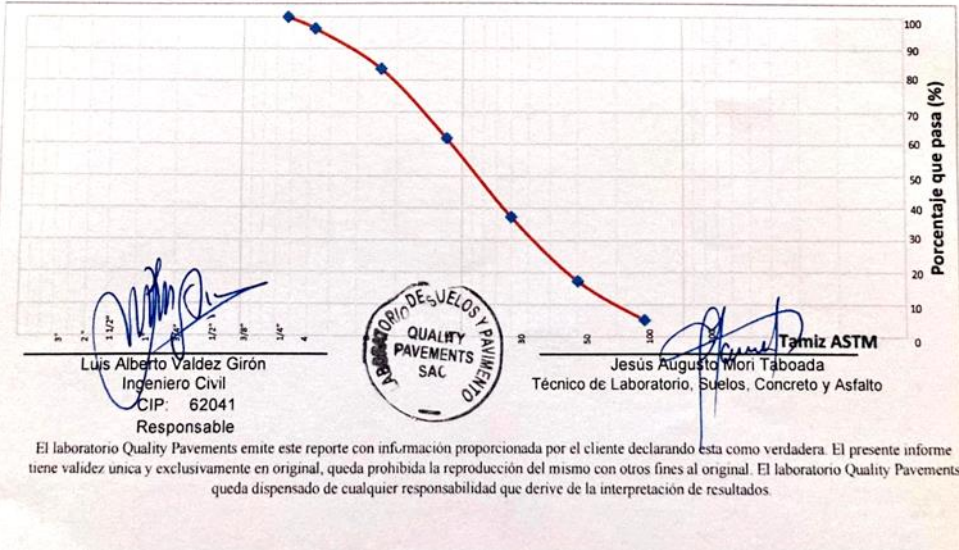 100
90
80
70
60
50
40
30
20
10
0
Porcentaje que pasa (%)
3"
2"
1 1/2"
1/2"
3/8"
1/4"
4
30
50
100
Tamiz ASTM
Luis Alberto Valdez Girón
Ingeniero Civil
CIP: 62041
Responsable
LABORATORIO DE SUELOS Y PAVIMENTO
QUALITY
PAVEMENTS
SAC
Jesús Augusto Mori Taboada
Técnico de Laboratorio, Suelos, Concreto y Asfalto
El laboratorio Quality Pavements emite este reporte con información proporcionada por el cliente declarando ésta como verdadera. El presente informe
tiene validez única y exclusivamente en original, queda prohibida la reproducción del mismo con otros fines al original. El laboratorio Quality Pavements
queda dispensado de cualquier responsabilidad que derive de la interpretación de resultados.